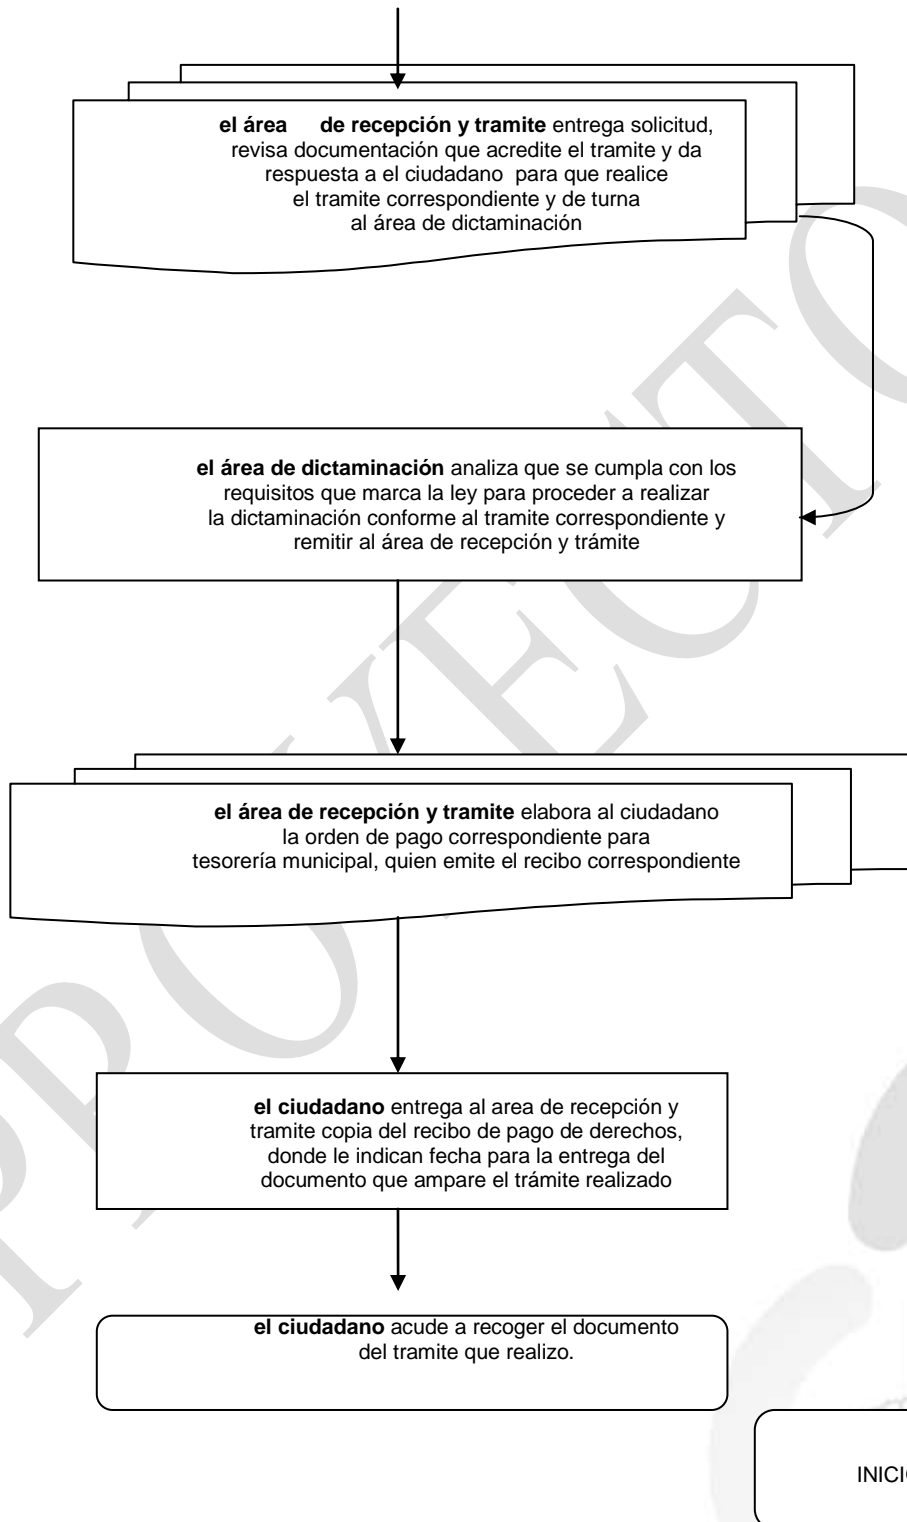 el área de recepción y tramite entrega solicitud,
revisa documentación que acredite el tramite y da
respuesta a el ciudadano para que realice
el tramite correspondiente y de turna
al área de dictaminación
el área de dictaminación analiza que se cumpla con los
requisitos que marca la ley para proceder a realizar
la dictaminación conforme al tramite correspondiente y
remitir al área de recepción y trámite
el área de recepción y tramite elabora al ciudadano
la orden de pago correspondiente para
tesorería municipal, quien emite el recibo correspondiente
el ciudadano entrega al area de recepción y
tramite copia del recibo de pago de derechos,
donde le indican fecha para la entrega del
documento que ampare el trámite realizado
el ciudadano acude a recoger el documento
del tramite que realizo.